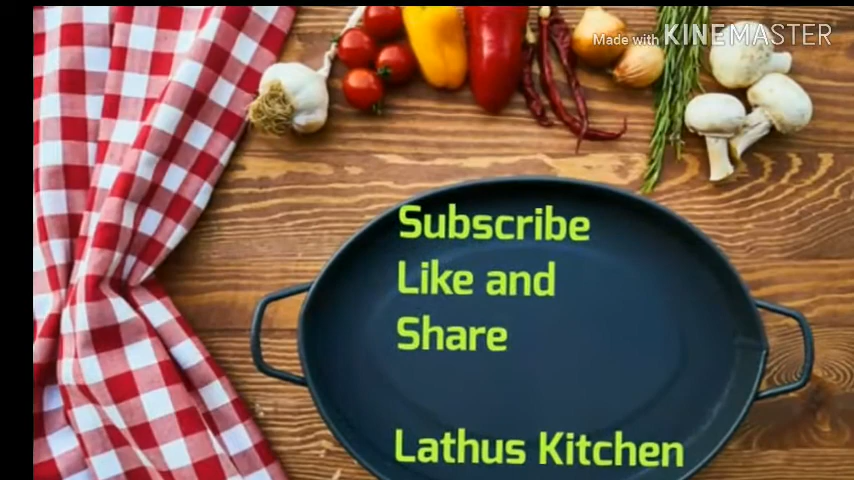 Made with KINEMASTER
Subscribe
Like and
Share
Lathus Kitchen